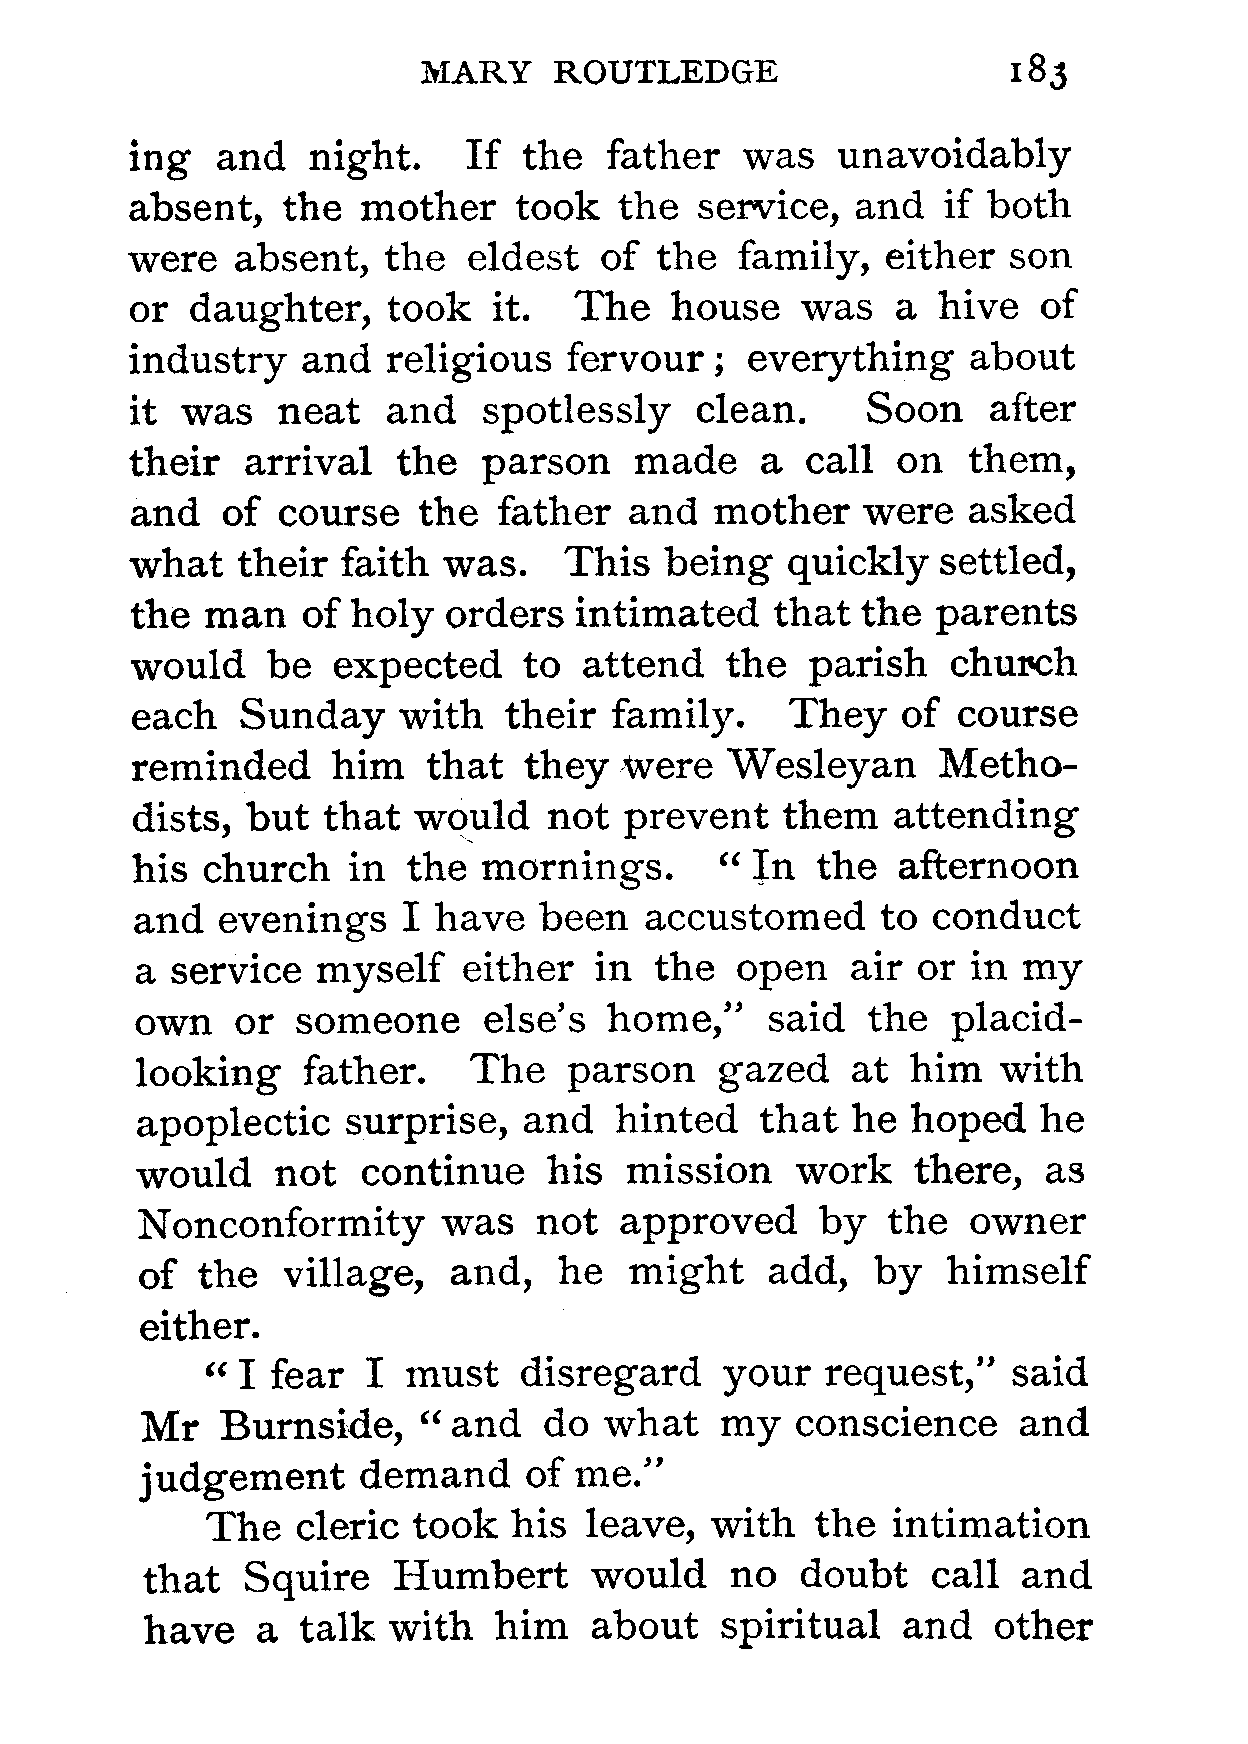 MARY ROUTLEDGE 183
ing and night. If the father was unavoidably
absent, the mother took the service, and if both
were absent, the eldest of the family, either son
or daughter, took it. The house was a hive of
industry and religious fervour ; everything about
it was neat and spotlessly clean. Soon after
their arrival the parson made a call on them,
and of course the father and mother were asked
what their faith was. This being quickly settled,
the man of holy orders intimated that the parents
would be expected to attend the parish church
each Sunday with their family. They of course
reminded him that they were Wesleyan Metho-
dists, but that would not prevent them attending
his church in the mornings. “ In the afternoon
and evenings I have been accustomed to conduct
a service myself either in the open air or in my
own or someone else’s home,” said the placid-
looking father. The parson gazed at him with
apoplectic surprise, and hinted that he hoped he
would not continue his mission work there, as
Nonconformity was not approved by the owner
of the village, and, he might add, by himself
either.
“ I fear I must disregard your request,” said
Mr Burnside, “ and do what my conscience and
judgement demand of me.”
The cleric took his leave, with the intimation
that Squire Humbert would no doubt call and
have a talk with him about spiritual and other